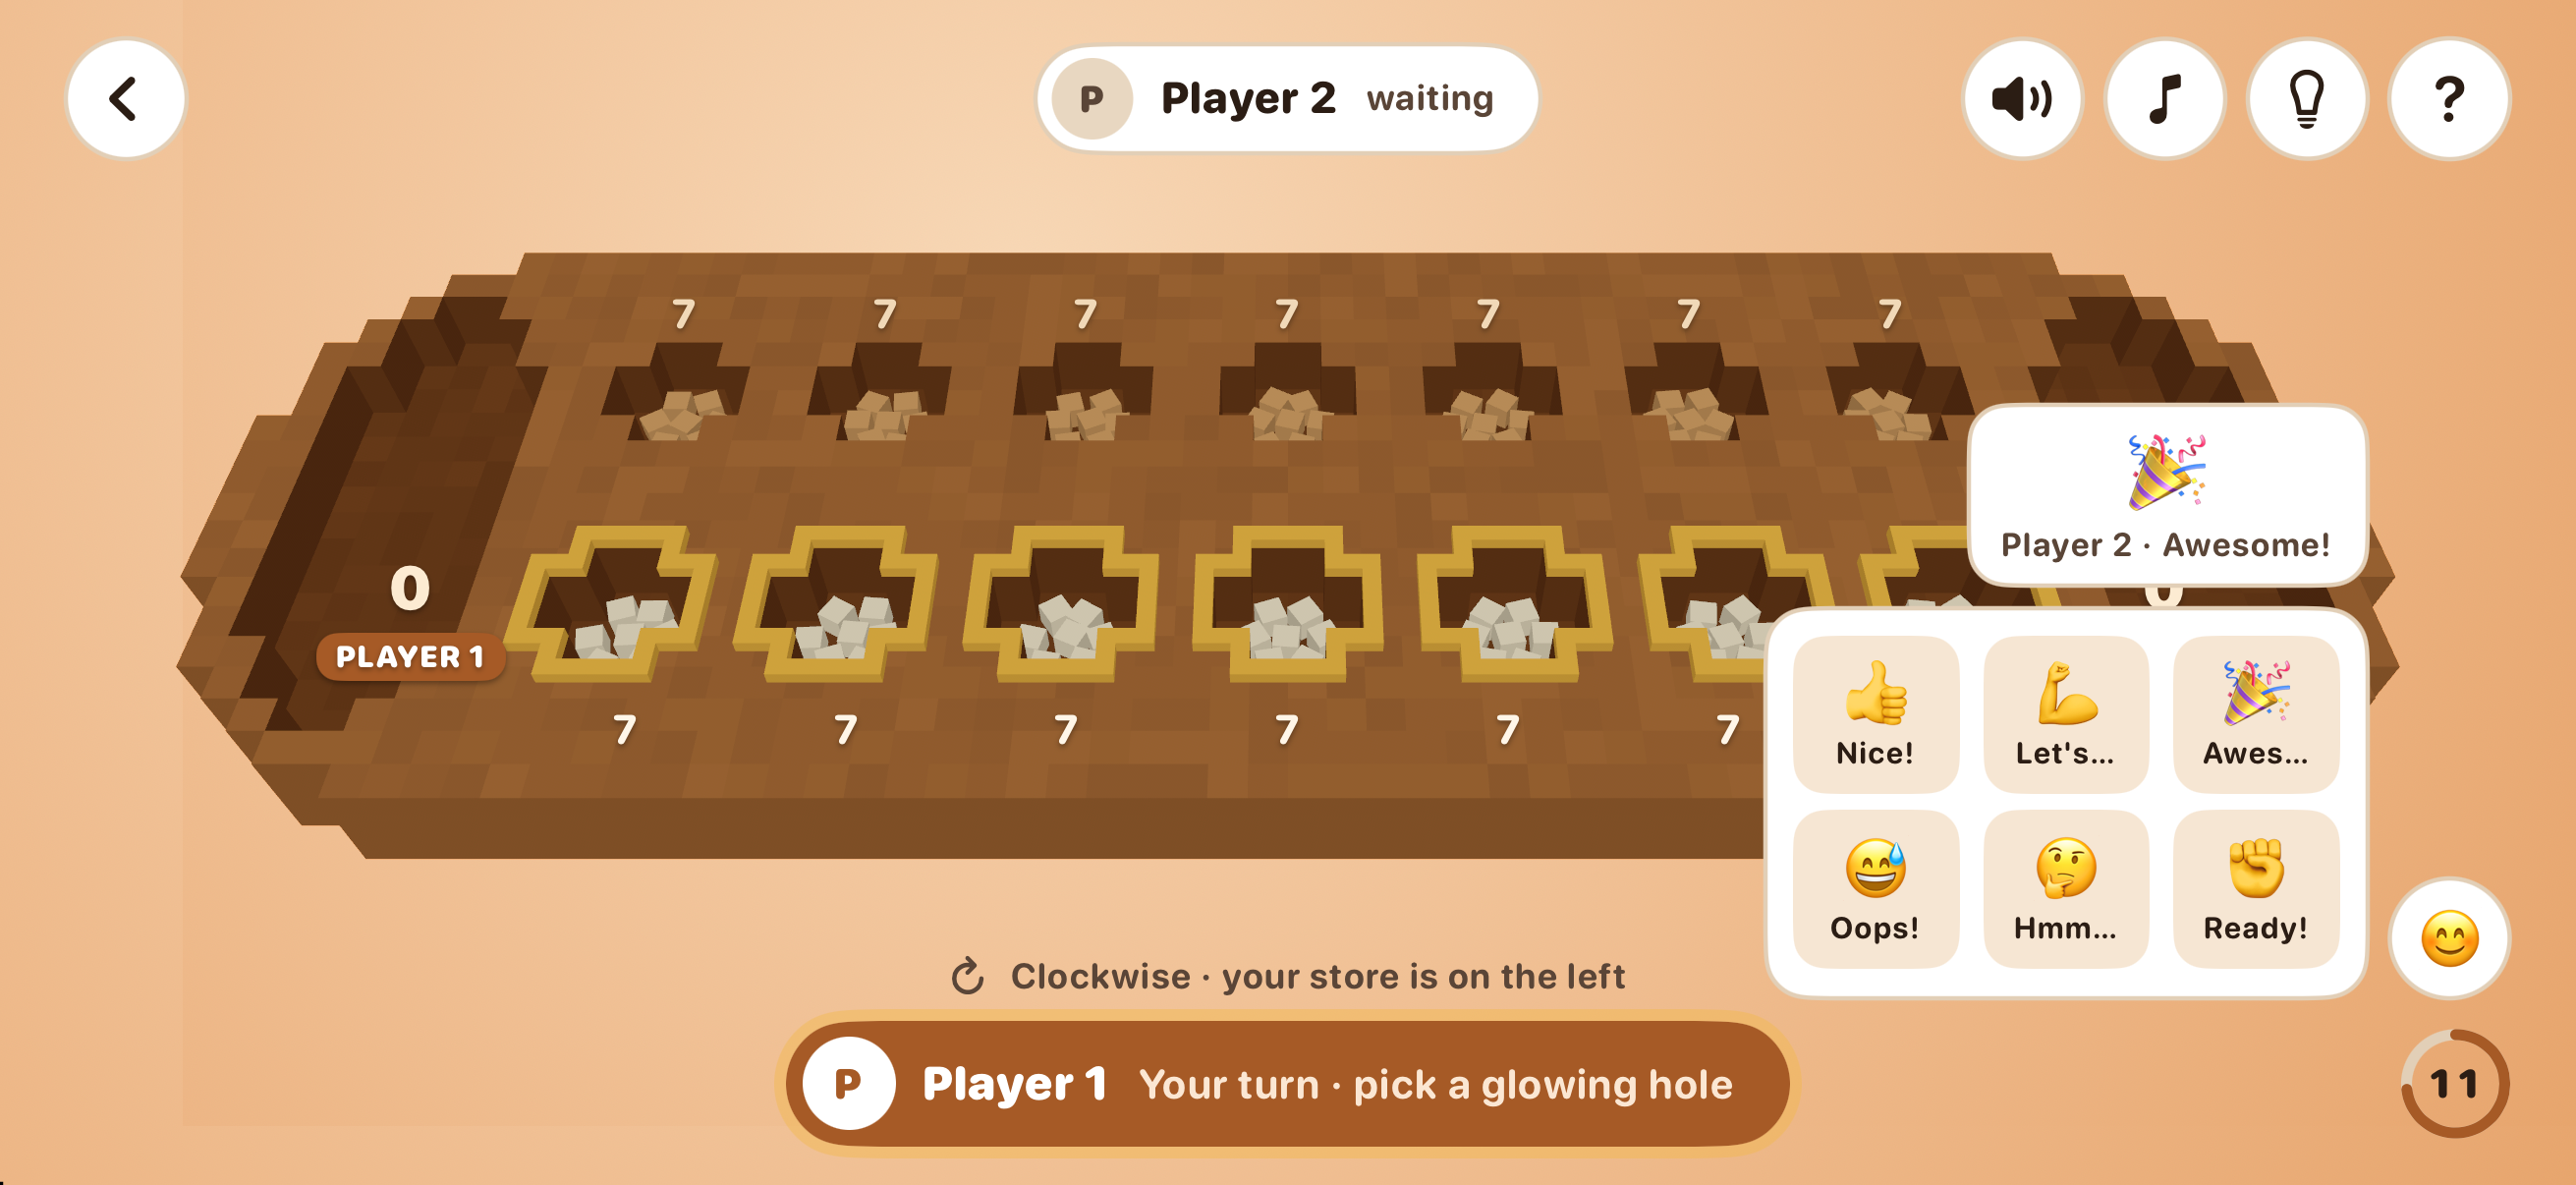 P Player 2 waiting
?
7 7 7 7 7 7 7
Player 2 · Awesome!
0
PLAYER 1
7 7 7 7 7 7
Nice! Let's... Awes...
Oops! Hmm... Ready!
Clockwise · your store is on the left
P Player 1 Your turn · pick a glowing hole
11